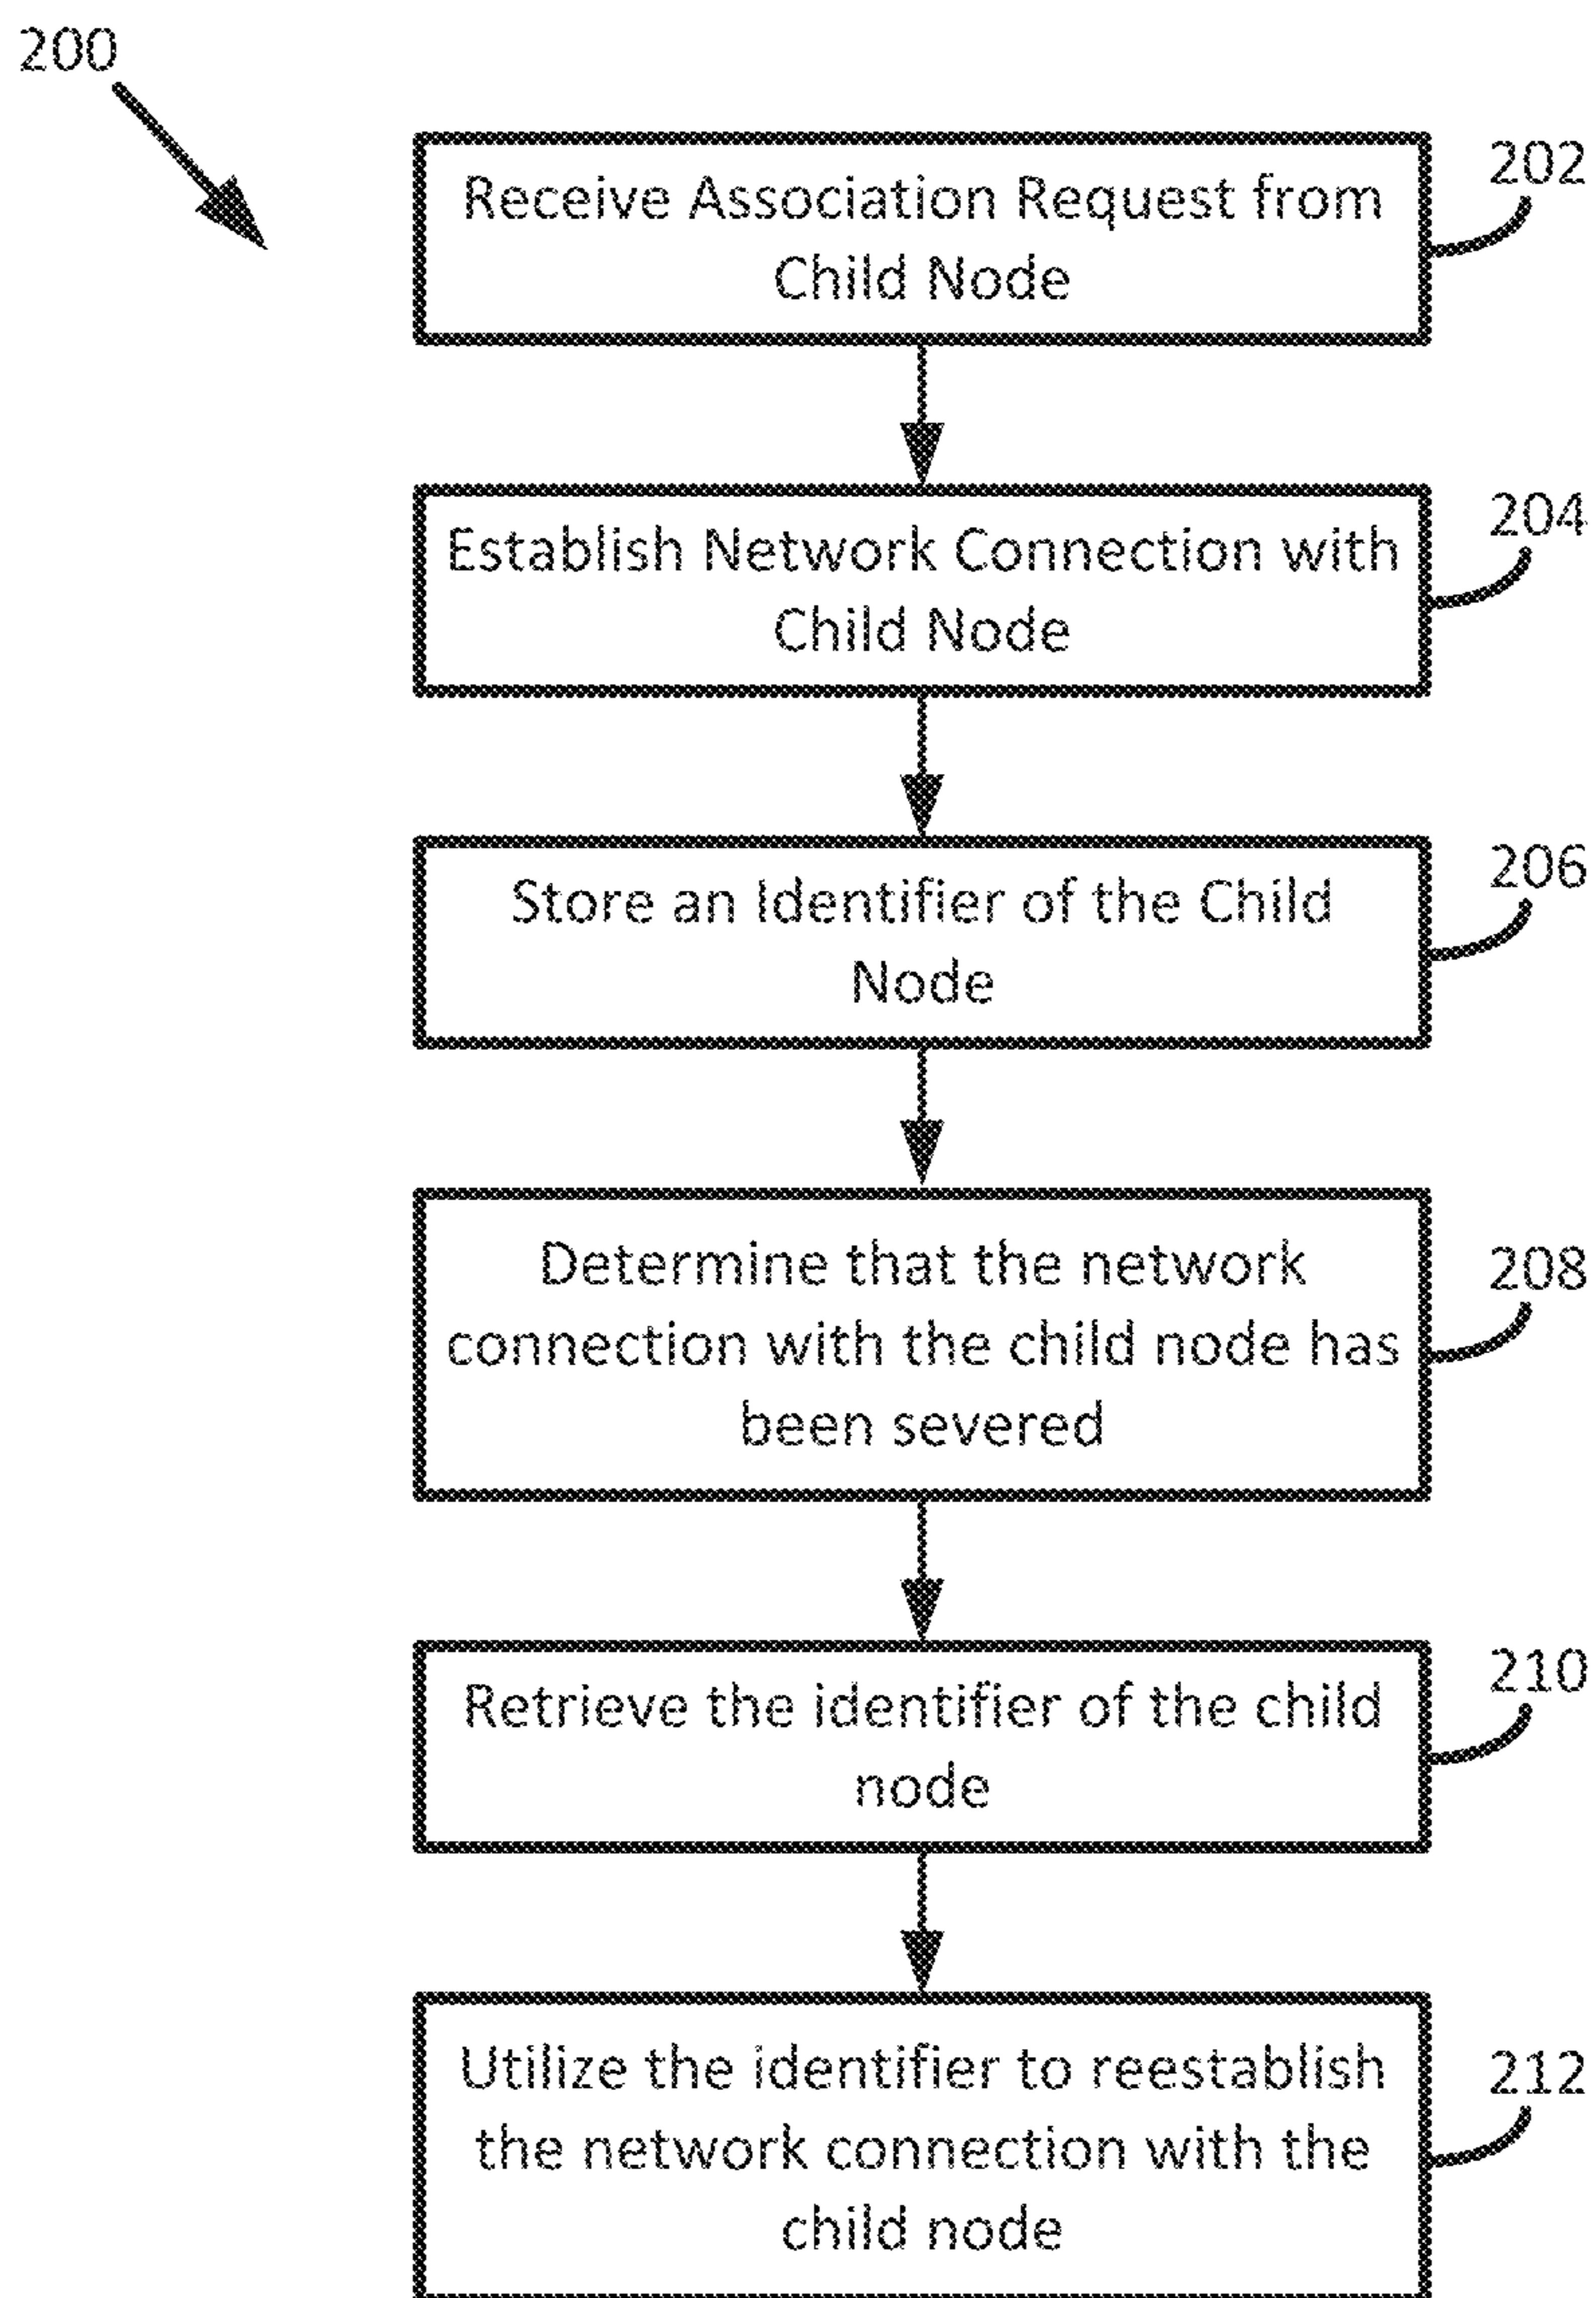 200
Receive Association Request from
Child Node
202
Establish Network Connection with
Child Node
204
Store an Identifier of the Child
Node
206
Determine that the network
connection with the child node has
been severed
208
Retrieve the identifier of the child
node
210
Utilize the identifier to reestablish
the network connection with the
child node
212